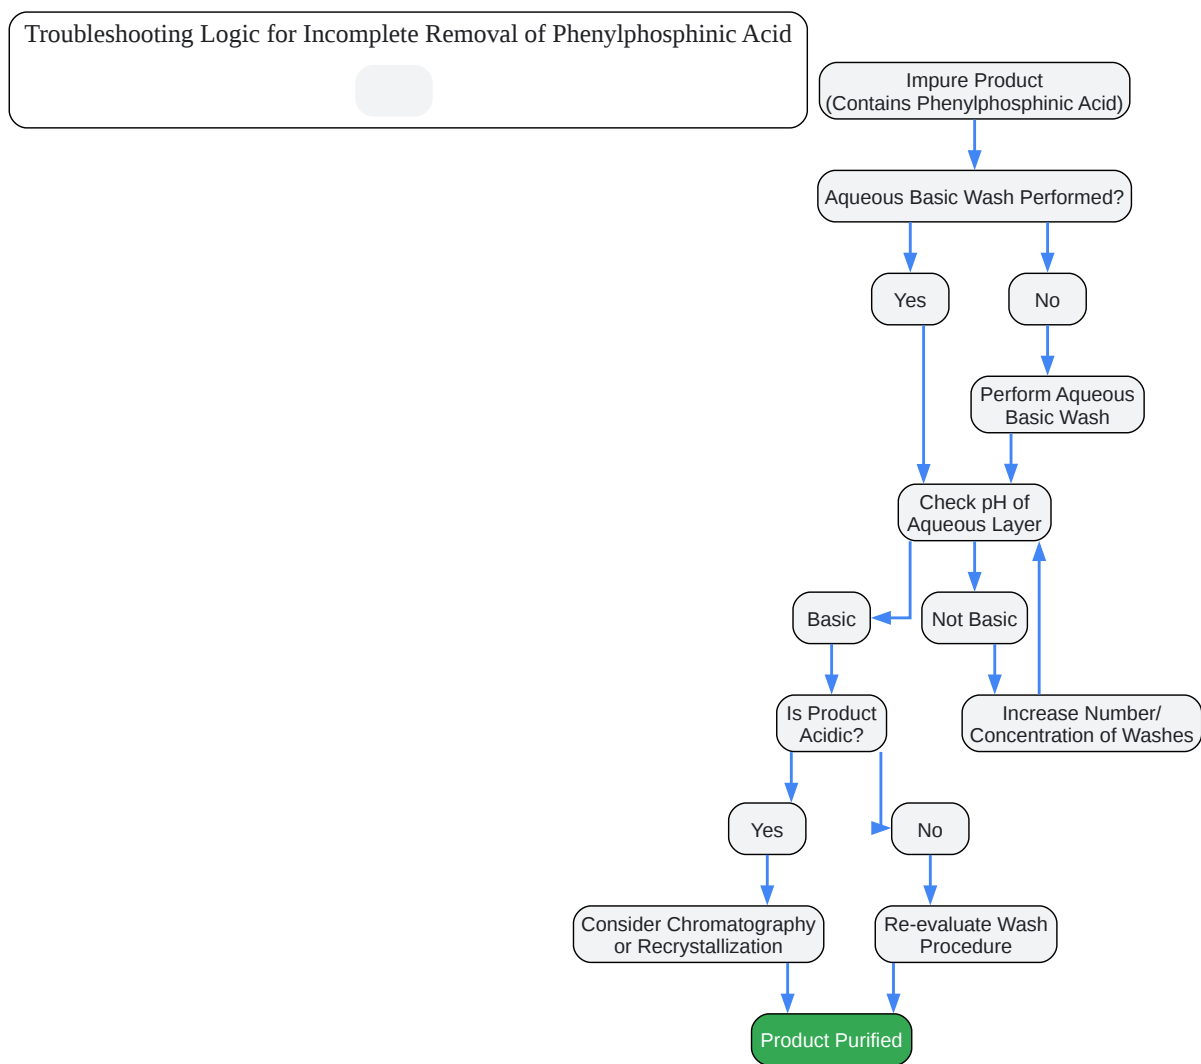 Troubleshooting Logic for Incomplete Removal of Phenylphosphinic Acid
Impure Product
(Contains Phenylphosphinic Acid)
Aqueous Basic Wash Performed?
Yes
No
Perform Aqueous
Basic Wash
Check pH of
Aqueous Layer
Basic
Not Basic
Is Product
Acidic?
Increase Number/
Concentration of Washes
Yes
No
Consider Chromatography
or Recrystallization
Re-evaluate Wash
Procedure
Product Purified